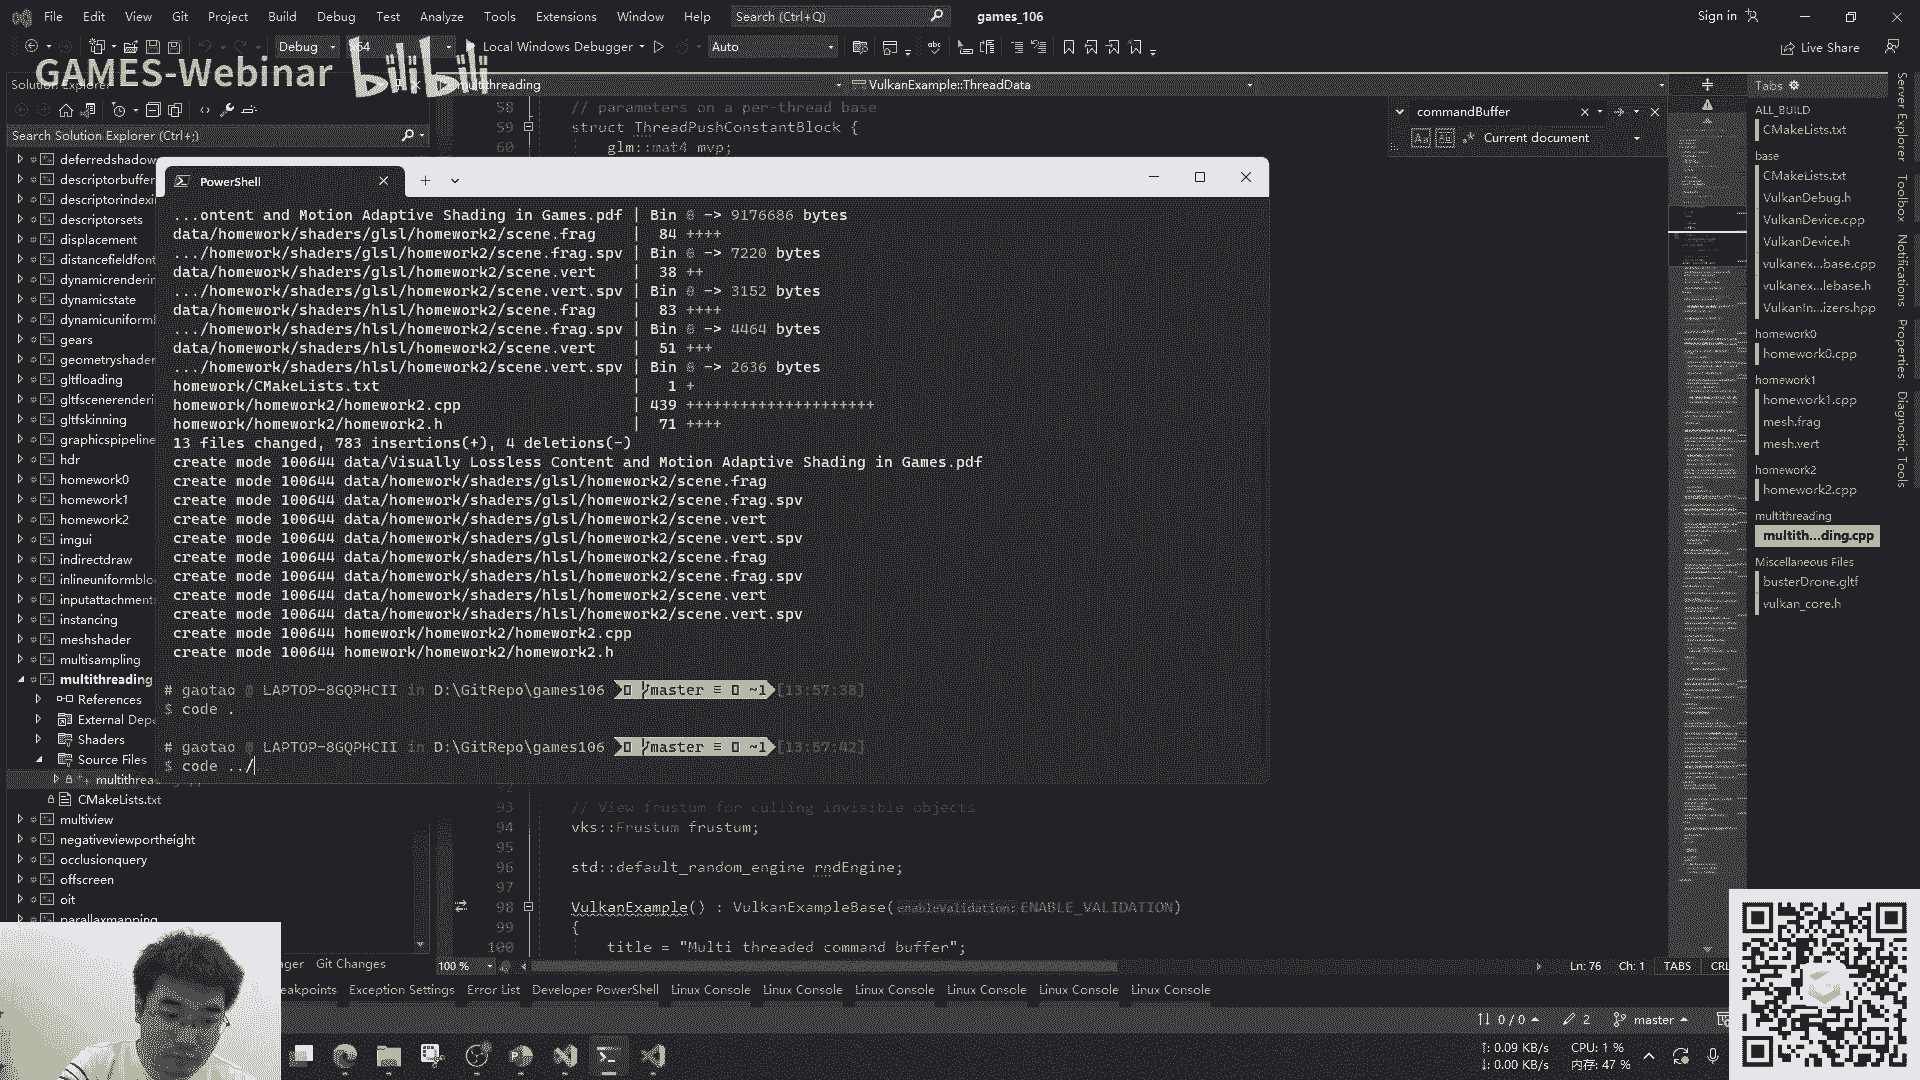 File Edit View Git Project Build Debug Test Analyze Tools Extensions Window Help Search (Ctrl+Q) games_106 Sign in
Debug 64 Local Windows Debugger Auto Live Share
GAMES-Webinar bilibili
multithreading VulkanExample::ThreadData
Search Solution Explorer (Ctrl+;)
deferredshadow
descriptorbuffer
descriptorindexi
descriptorsets
displacement
distancefieldfont
dynamicrenderin
dynamicstate
dynamicuniformb
gears
geometryshader
gltfloading
gltfscenerenderi
gltfskinning
graphicspipeline
hdr
homework0
homework1
homework2
imgui
indirectdraw
inlineuniformblo
inputattachment
instancing
meshshader
multisampling
multithreading
References
External Dep
Shaders
Source Files
multithrea
CMakeLists.txt
multiview
negativeviewportheight
occlusionquery
offscreen
oit
parallaxmapping
58 // parameters on a per-thread base
59 struct ThreadPushConstantBlock {
60 glm::mat4 mvp;
commandBuffer
Current document
PowerShell
...ontent and Motion Adaptive Shading in Games.pdf | Bin 0 -> 9176686 bytes
data/homework/shaders/glsl/homework2/scene.frag | 84 ++++
.../homework/shaders/glsl/homework2/scene.frag.spv | Bin 0 -> 7220 bytes
data/homework/shaders/glsl/homework2/scene.vert | 38 ++
.../homework/shaders/glsl/homework2/scene.vert.spv | Bin 0 -> 3152 bytes
data/homework/shaders/hlsl/homework2/scene.frag | 83 ++++
.../homework/shaders/hlsl/homework2/scene.frag.spv | Bin 0 -> 4464 bytes
data/homework/shaders/hlsl/homework2/scene.vert | 51 +++
.../homework/shaders/hlsl/homework2/scene.vert.spv | Bin 0 -> 2636 bytes
homework/CMakeLists.txt | 1 +
homework/homework2/homework2.cpp | 439 +++++++++++++++++++++
homework/homework2/homework2.h | 71 ++++
13 files changed, 783 insertions(+), 4 deletions(-)
create mode 100644 data/Visually Lossless Content and Motion Adaptive Shading in Games.pdf
create mode 100644 data/homework/shaders/glsl/homework2/scene.frag
create mode 100644 data/homework/shaders/glsl/homework2/scene.frag.spv
create mode 100644 data/homework/shaders/glsl/homework2/scene.vert
create mode 100644 data/homework/shaders/glsl/homework2/scene.vert.spv
create mode 100644 data/homework/shaders/hlsl/homework2/scene.frag
create mode 100644 data/homework/shaders/hlsl/homework2/scene.frag.spv
create mode 100644 data/homework/shaders/hlsl/homework2/scene.vert
create mode 100644 data/homework/shaders/hlsl/homework2/scene.vert.spv
create mode 100644 homework/homework2/homework2.cpp
create mode 100644 homework/homework2/homework2.h
# gaotao @ LAPTOP-8GQPHCII in D:\GitRepo\games106 master ≡ ~1 [13:57:38]
$ code .
# gaotao @ LAPTOP-8GQPHCII in D:\GitRepo\games106 master ≡ ~1 [13:57:42]
$ code ../
93 // View frustum for culling invisible objects
94 vks::Frustum frustum;
95
96 std::default_random_engine rndEngine;
97
98 VulkanExample() : VulkanExampleBase(enableValidation: ENABLE_VALIDATION)
99 {
100 title = "Multi threaded command buffer";
Tabs
ALL_BUILD
CMakeLists.txt
base
CMakeLists.txt
VulkanDebug.h
VulkanDevice.cpp
VulkanDevice.h
vulkanex...base.cpp
vulkanex...lebase.h
VulkanIn...izers.hpp
homework0
homework0.cpp
homework1
homework1.cpp
mesh.frag
mesh.vert
homework2
homework2.cpp
multithreading
multith...ding.cpp
Miscellaneous Files
busterDrone.gltf
vulkan_core.h
Server Explorer
Toolbox
Notifications
Properties
Diagnostic Tools
Git Changes 100 % Ln: 76 Ch: 1 TABS CRL
eakpoints Exception Settings Error List Developer PowerShell Linux Console Linux Console Linux Console Linux Console Linux Console Linux Console
0 / 0 2 master
↑: 0.09 KB/s CPU: 1 %
↓: 0.00 KB/s 内存: 47 %